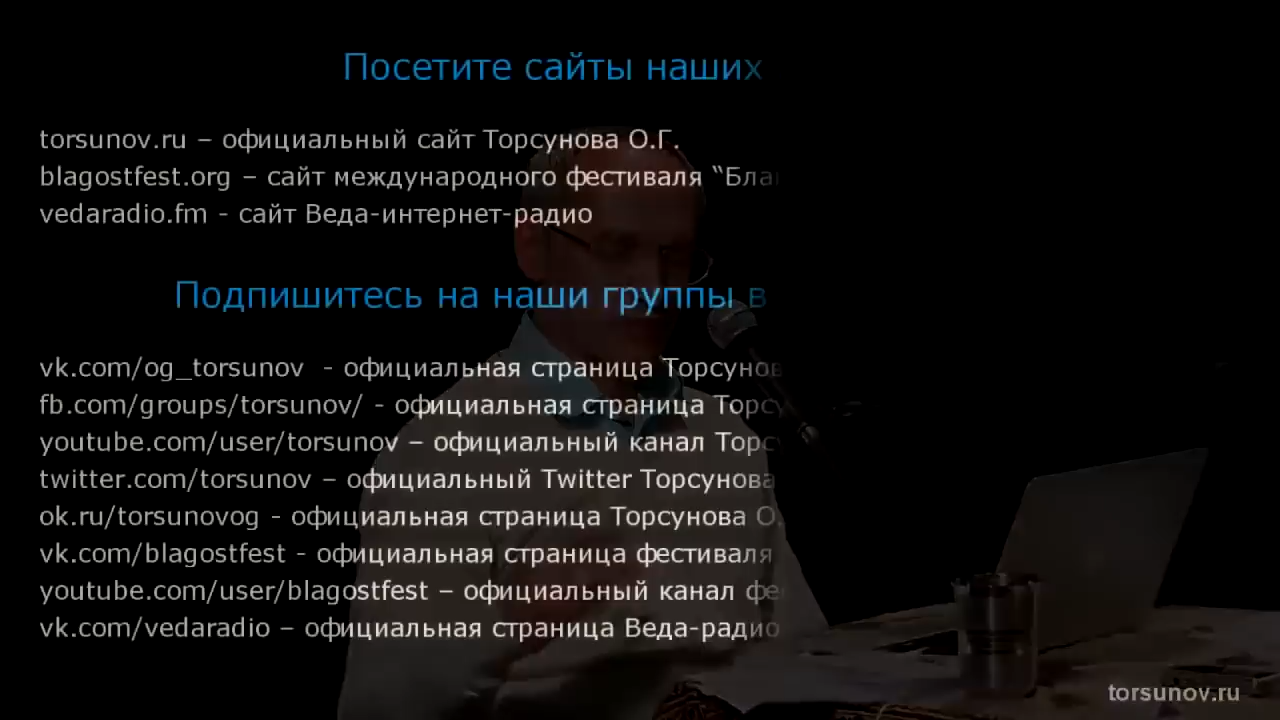 Посетите сайты наших
torsunov.ru – официальный сайт Торсунова О.Г.
blagostfest.org – сайт международного фестиваля “Бла
vedaradio.fm - сайт Веда-интернет-радио
Подпишитесь на наши группы в
vk.com/og_torsunov - официальная страница Торсунов
fb.com/groups/torsunov/ - официальная страница Торсу
youtube.com/user/torsunov – официальный канал Торс
twitter.com/torsunov – официальный Twitter Торсунова
ok.ru/torsunovog - официальная страница Торсунова О.
vk.com/blagostfest - официальная страница фестиваля
youtube.com/user/blagostfest – официальный канал фе
vk.com/vedaradio – официальная страница Веда-радио
torsunov.ru